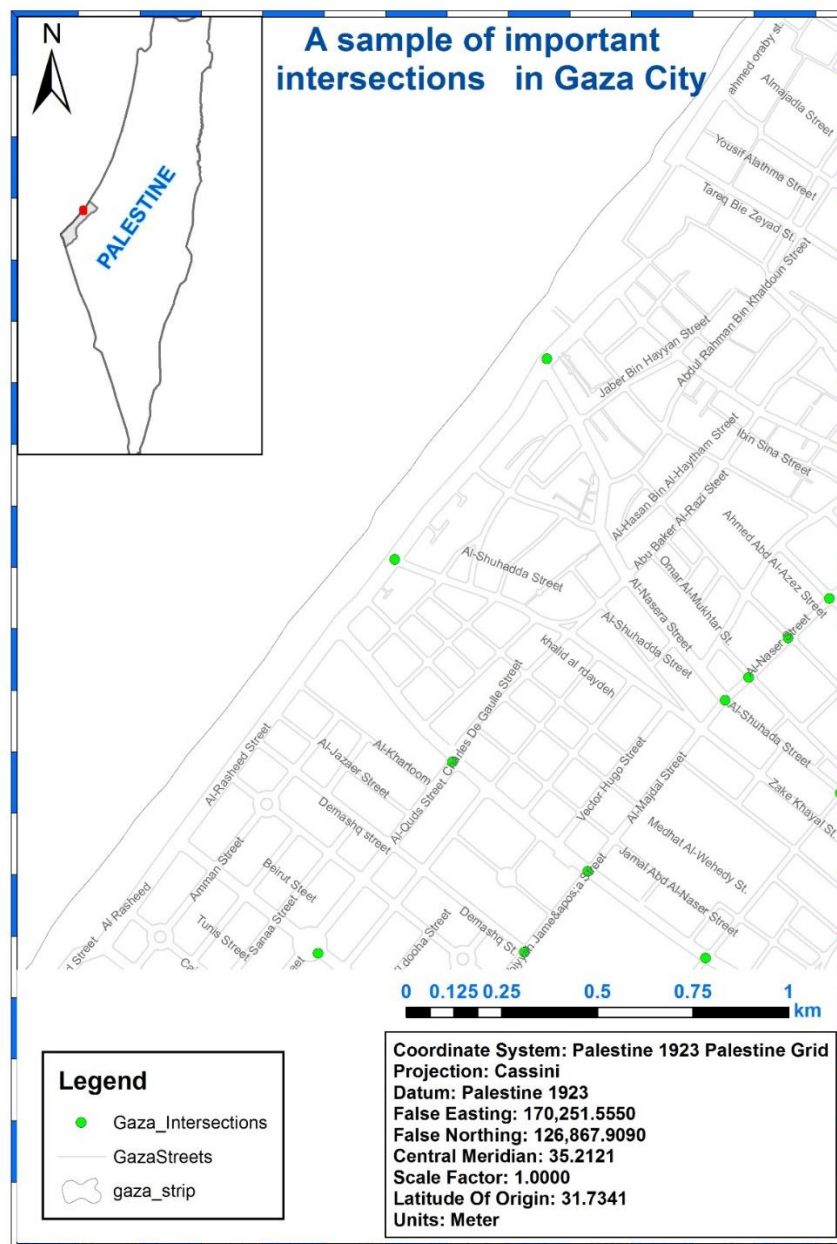 N
A sample of important
intersections in Gaza City
PALESTINE
ahmed oraby st.
Almajadla Street
Yousif Alathma Street
Tareq Bie Zeyad St.
Abdul Rahman Bin Khaldoun Street
Jaber Bin Hayyan Street
Ibin Sina Street
Al-Hasan Bin Al-Haytham Street
Abu Baker Al-Razi Steet
Ahmed Abd Al-Azez Street
Al-Shuhadda Street
Omar Al-Mukhtar St.
Al-Nasera Street
Al-Shuhadda Street
Al-Naser Street
khalid al rdaydeh
Al-Shuhada Street
Charles De Gaulle Street
Al-Rasheed Street
Al-Khartoom
Al-Jazaer Street
Al-Quds Street
Vector Hugo Street
Al-Majdal Street
Zake Khayal St.
Demashq street
Medhat Al-Wehedy St.
Jamal Abd Al-Naser Street
Amman Street
Beirut Steet
Al Rasheed
Tunis Street
Sanaa Street
Demashq St.
Jame&apos;a Street
dooha Street
d Street
0 0.125 0.25 0.5 0.75 1
km
Legend
Gaza_Intersections
GazaStreets
gaza_strip
Coordinate System: Palestine 1923 Palestine Grid
Projection: Cassini
Datum: Palestine 1923
False Easting: 170,251.5550
False Northing: 126,867.9090
Central Meridian: 35.2121
Scale Factor: 1.0000
Latitude Of Origin: 31.7341
Units: Meter